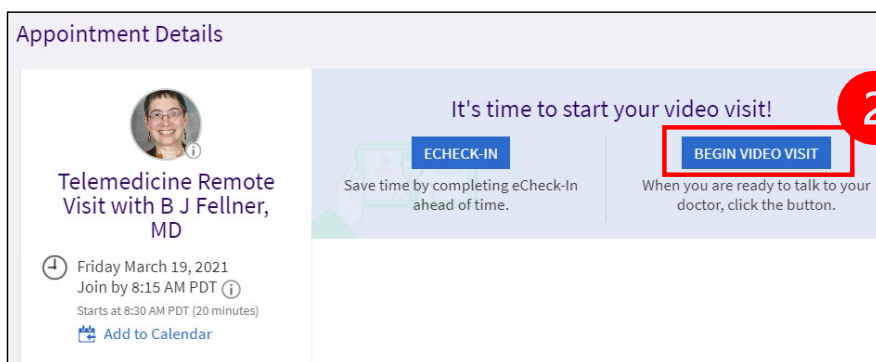 Appointment Details
It's time to start your video visit!
2
ECHECK-IN
BEGIN VIDEO VISIT
Save time by completing eCheck-In
ahead of time.
When you are ready to talk to your
doctor, click the button.
Telemedicine Remote
Visit with B J Fellner,
MD
Friday March 19, 2021
Join by 8:15 AM PDT
Starts at 8:30 AM PDT (20 minutes)
Add to Calendar